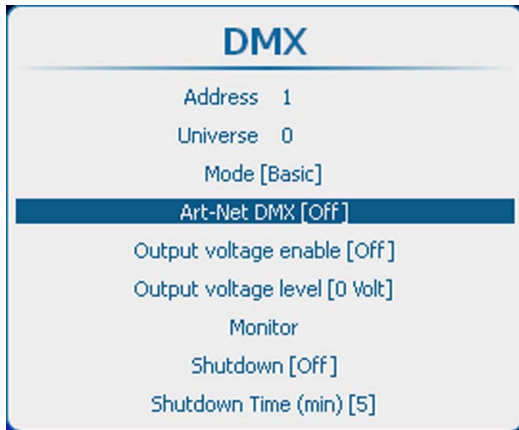 DMX
Address 1
Universe 0
Mode [Basic]
Art-Net DMX [Off]
Output voltage enable [Off]
Output voltage level [0 Volt]
Monitor
Shutdown [Off]
Shutdown Time (min) [5]